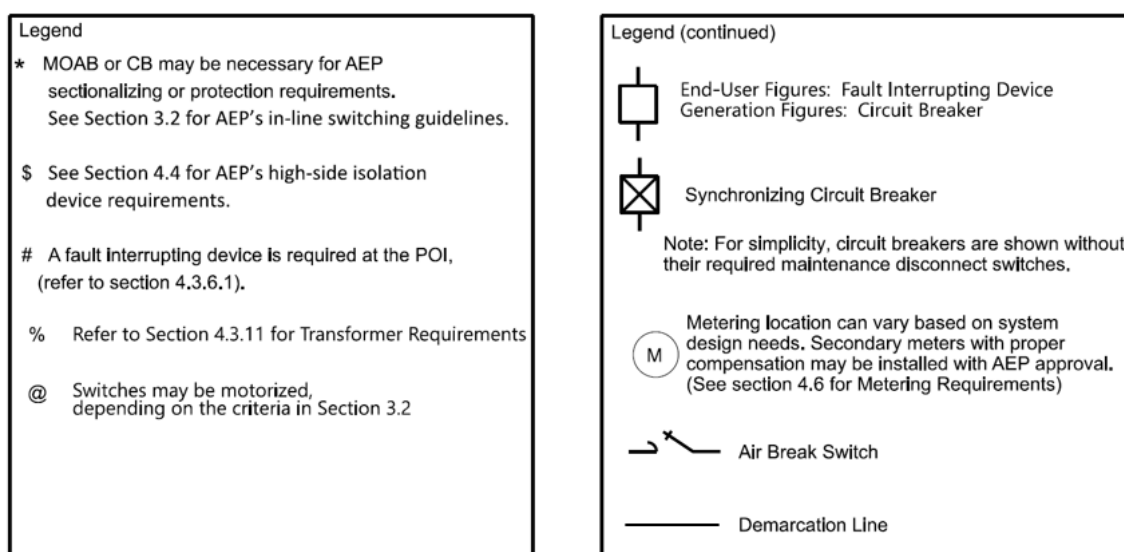 Legend
* MOAB or CB may be necessary for AEP
sectionalizing or protection requirements.
See Section 3.2 for AEP's in-line switching guidelines.
$ See Section 4.4 for AEP's high-side isolation
device requirements.
# A fault interrupting device is required at the POI,
(refer to section 4.3.6.1).
% Refer to Section 4.3.11 for Transformer Requirements
@ Switches may be motorized,
depending on the criteria in Section 3.2
Legend (continued)
End-User Figures: Fault Interrupting Device
Generation Figures: Circuit Breaker
Synchronizing Circuit Breaker
Note: For simplicity, circuit breakers are shown without
their required maintenance disconnect switches.
M
Metering location can vary based on system
design needs. Secondary meters with proper
compensation may be installed with AEP approval.
(See section 4.6 for Metering Requirements)
Air Break Switch
Demarcation Line